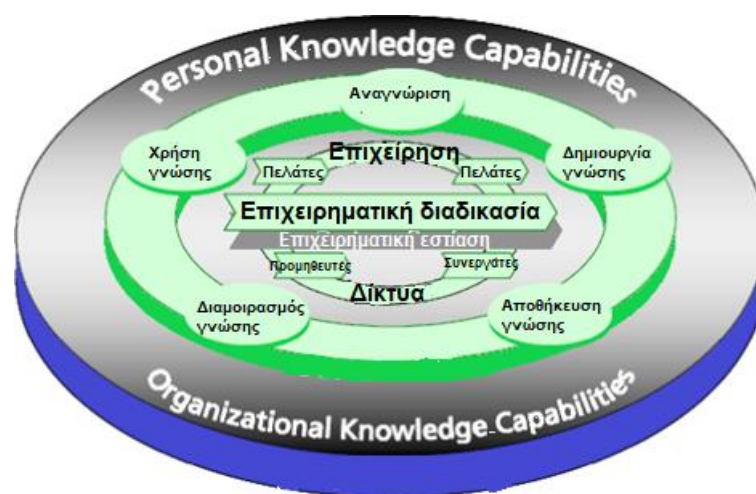 Personal Knowledge Capabilities
Αναγνώριση
Χρήση
γνώσης
Επιχείρηση
Δημιουργία
γνώσης
Πελάτες
Πελάτες
Επιχειρηματική διαδικασία
Επιχειρηματική εστίαση
Προμηθευτές
Συνεργάτες
Δίκτυα
Διαμοιρασμός
γνώσης
Αποθήκευση
γνώσης
Organizational Knowledge Capabilities